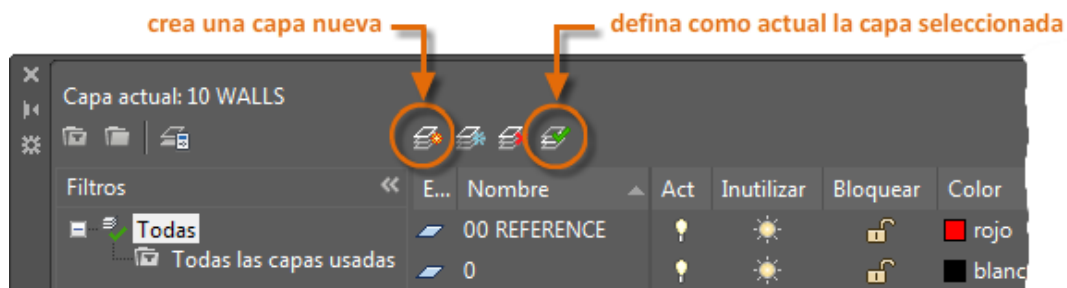 crea una capa nueva
defina como actual la capa seleccionada
Capa actual: 10 WALLS
Filtros
E... Nombre Act Inutilizar Bloquear Color
Todas
00 REFERENCE rojo
Todas las capas usadas
0 blanc